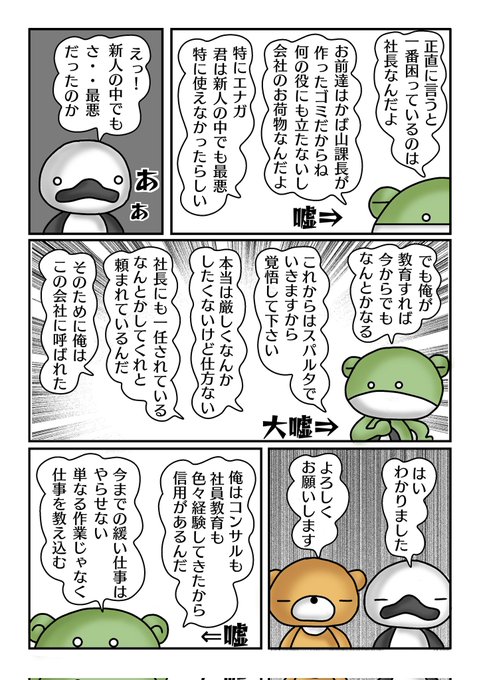 正直に言うと
一番困っているのは
社長なんだよ
お前達はかば山課長が
作ったゴミだからね
何の役にも立たないし
会社のお荷物なんだよ
特にエナガ
君は新人の中でも最悪
特に使えなかったらしい
嘘⇒
えっ!
新人の中でも
さ・・最悪
だったのか
あぁ
でも俺が
教育すれば
今からでも
なんとかなる
これからはスパルタで
いきますから
覚悟して下さい
本当は厳しくなんか
したくないけど仕方ない
社長にも一任されている
なんとかしてくれと
頼まれているんだ
そのために俺は
この会社に呼ばれた
大嘘⇒
はい
わかりました
よろしく
お願いします
俺はコンサルも
社員教育も
色々経験してきたから
信用があるんだ
今までの緩い仕事は
やらせない
単なる作業じゃなく
仕事を教え込む
⇐嘘